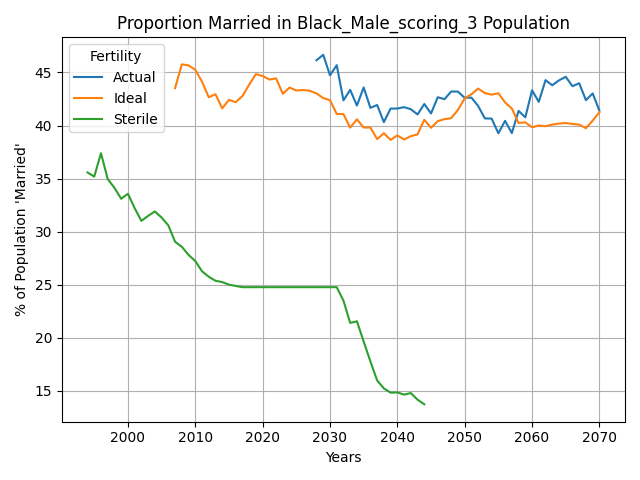 Proportion Married in Black_Male_scoring_3 Population
Fertility
Actual
Ideal
Sterile
% of Population 'Married'
45
40
35
30
25
20
15
2000 2010 2020 2030 2040 2050 2060 2070
Years